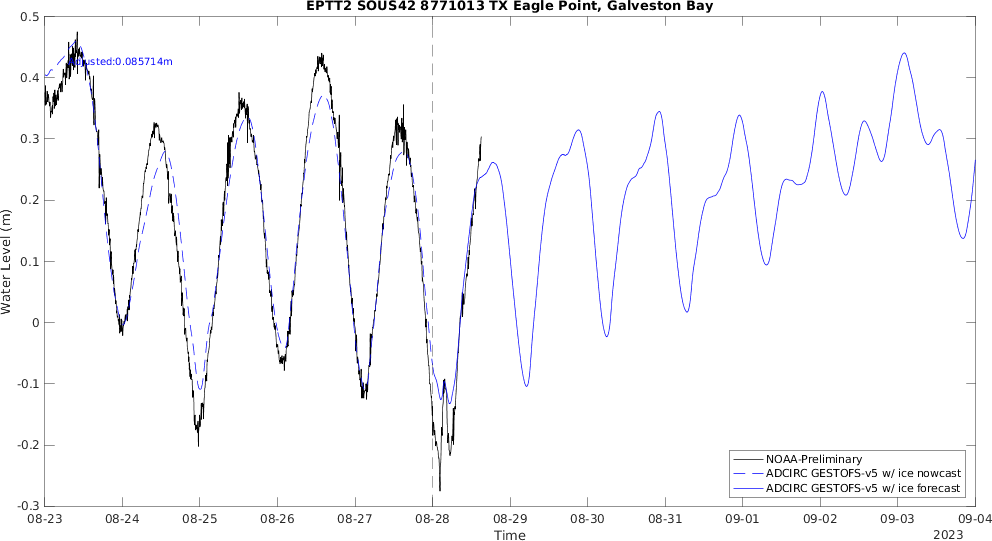 EPTT2 SOUS42 8771013 TX Eagle Point, Galveston Bay
0.5
0.4
0.3
0.2
0.1
0
-0.1
-0.2
-0.3
Water Level (m)
justed:0.085714m
NOAA-Preliminary
ADCIRC GESTOFS-v5 w/ ice nowcast
ADCIRC GESTOFS-v5 w/ ice forecast
08-23 08-24 08-25 08-26 08-27 08-28 08-29 08-30 08-31 09-01 09-02 09-03 09-04
Time
2023